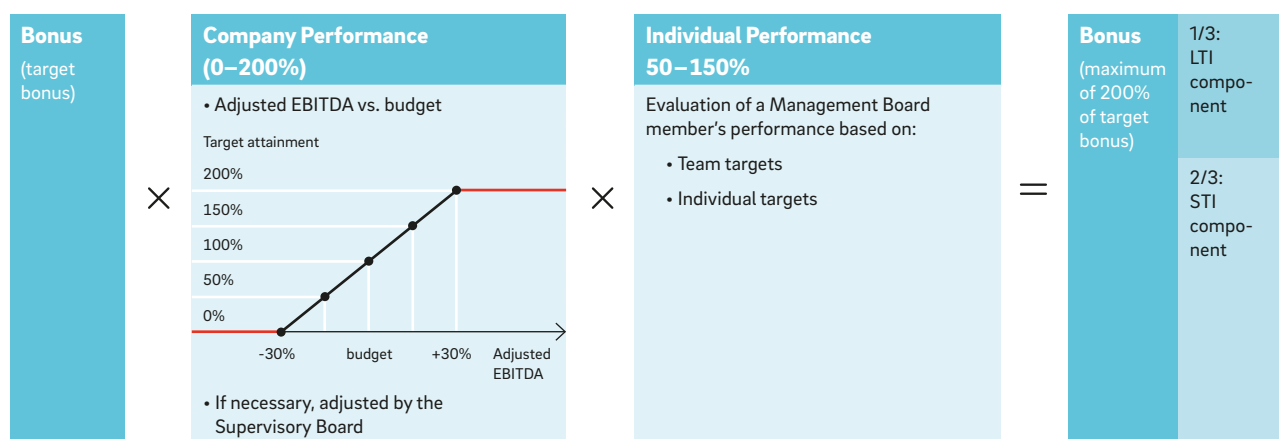 Bonus
(target
bonus)
×
Company Performance
(0–200%)
• Adjusted EBITDA vs. budget
Target attainment
200%
150%
100%
50%
0%
-30%
budget
+30%
Adjusted
EBITDA
• If necessary, adjusted by the
Supervisory Board
×
Individual Performance
50–150%
Evaluation of a Management Board
member’s performance based on:
• Team targets
• Individual targets
=
Bonus
(maximum
of 200%
of target
bonus)
1/3:
LTI
compo-
nent
2/3:
STI
compo-
nent